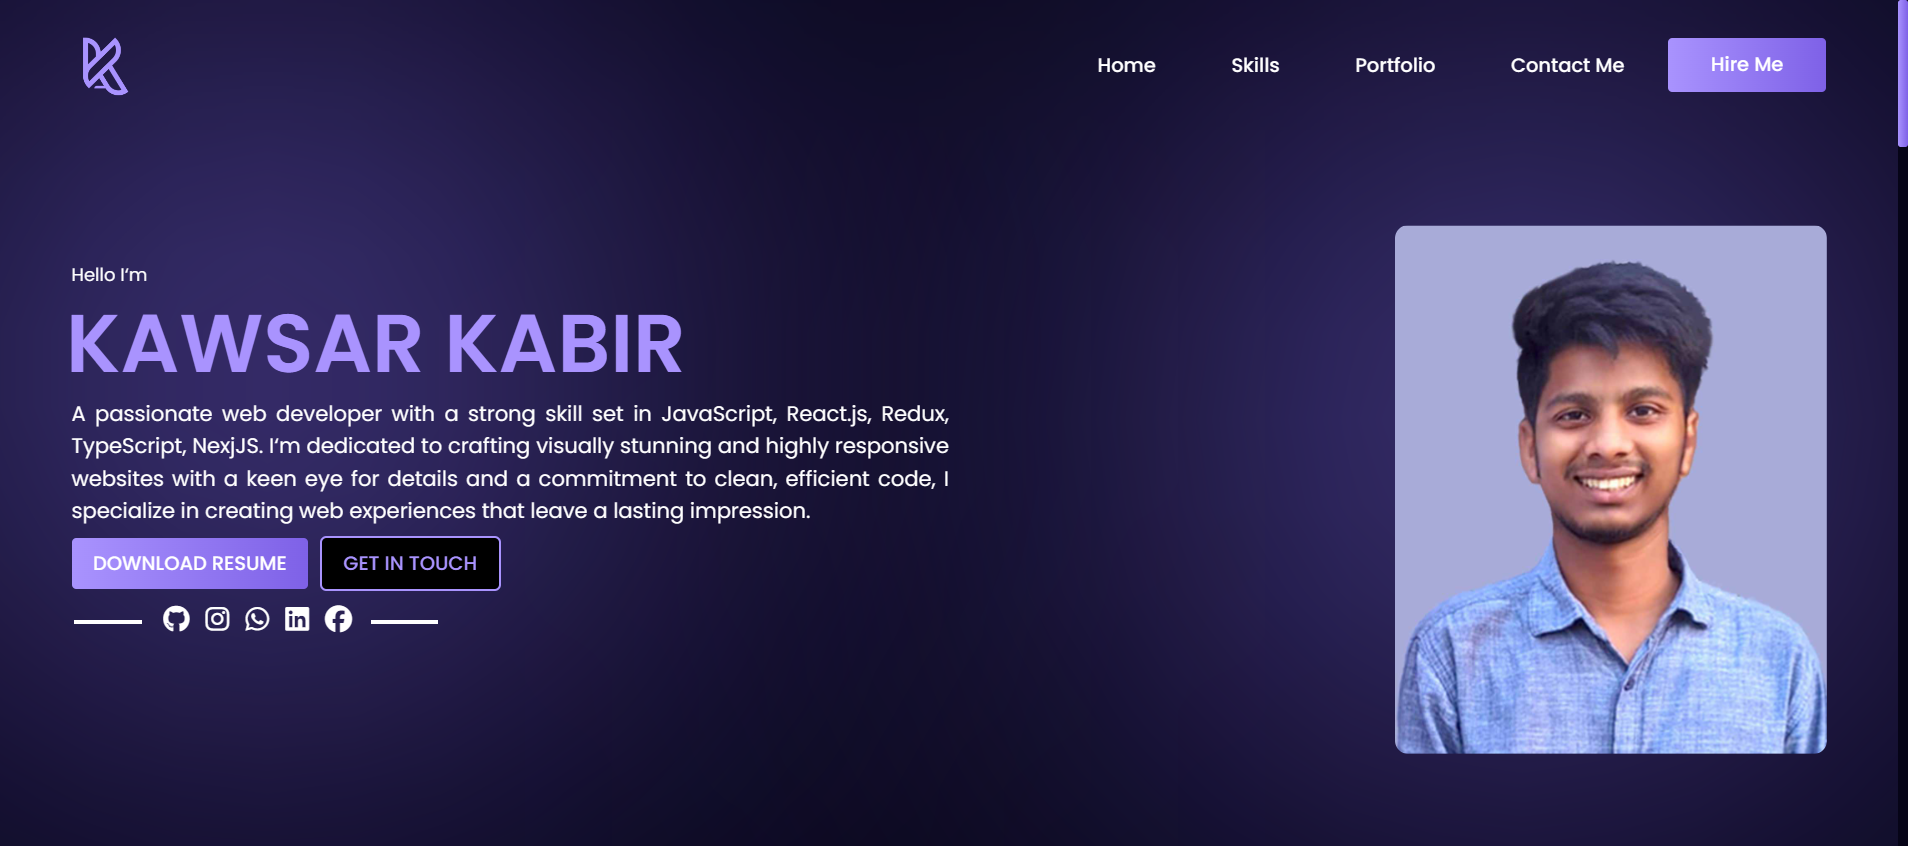 Home Skills Portfolio Contact Me Hire Me
Hello I'm
KAWSAR KABIR
A passionate web developer with a strong skill set in JavaScript, React.js, Redux,
TypeScript, NexjJS. I'm dedicated to crafting visually stunning and highly responsive
websites with a keen eye for details and a commitment to clean, efficient code, I
specialize in creating web experiences that leave a lasting impression.
DOWNLOAD RESUME GET IN TOUCH